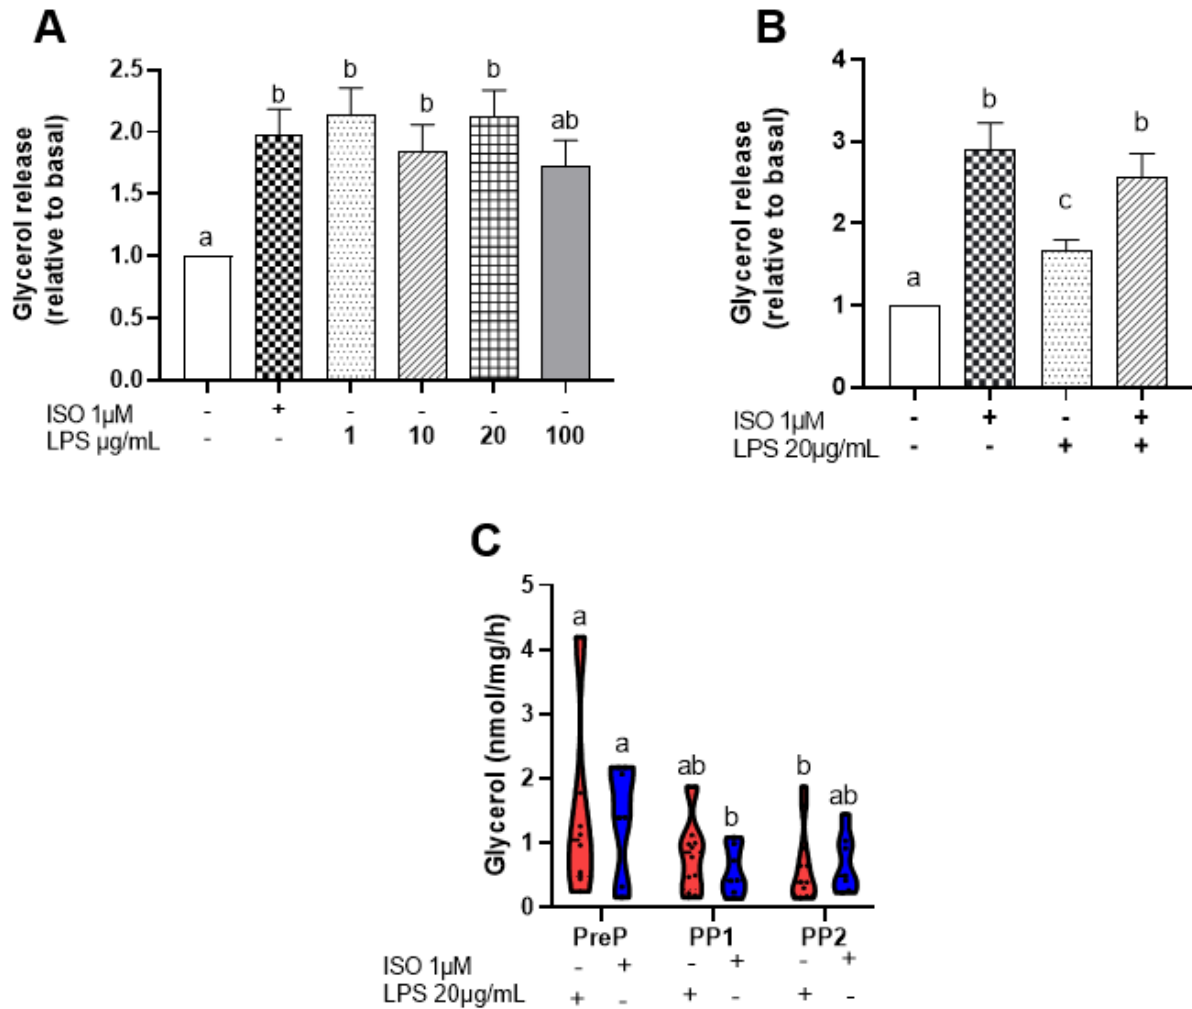 A
Glycerol release
(relative to basal)
2.5
2.0
1.5
1.0
0.5
0.0
a
b
b
b
b
ab
ISO 1µM - + - - - -
LPS µg/mL - - 1 10 20 100
B
Glycerol release
(relative to basal)
4
3
2
1
0
a
b
c
b
ISO 1µM - + - +
LPS 20µg/mL - - + +
C
Glycerol (nmol/mg/h)
5
4
3
2
1
0
a
a
ab
b
b
ab
PreP PP1 PP2
ISO 1µM - + - + - +
LPS 20µg/mL + - + - + -